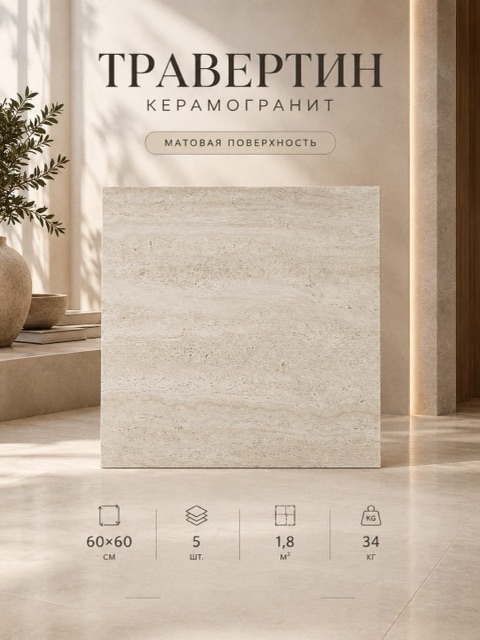 ТРАВЕРТИН
КЕРАМОГРАНИТ
МАТОВАЯ ПОВЕРХНОСТЬ
KG
60×60 5 1,8 34
СМ ШТ. М² КГ